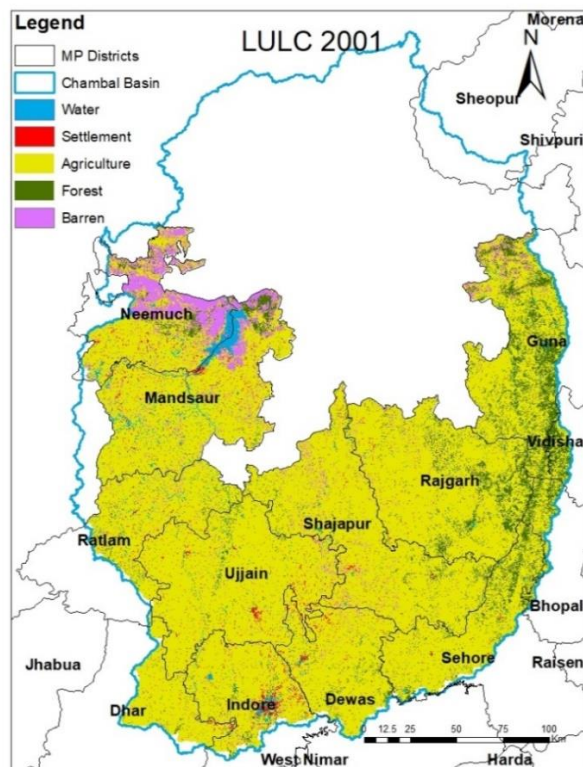 Legend
MP Districts
Chambal Basin
Water
Settlement
Agriculture
Forest
Barren
LULC 2001
N
Morena
Sheopur
Shivpuri
Neemuch
Guna
Mandsaur
Vidisha
Rajgarh
Shajapur
Ratlam
Ujjain
Bhopal
Jhabua
Sehore
Raisen
Dhar
Indore
Dewas
0 12.5 25 50 75 100
Km
West Nimar
Harda